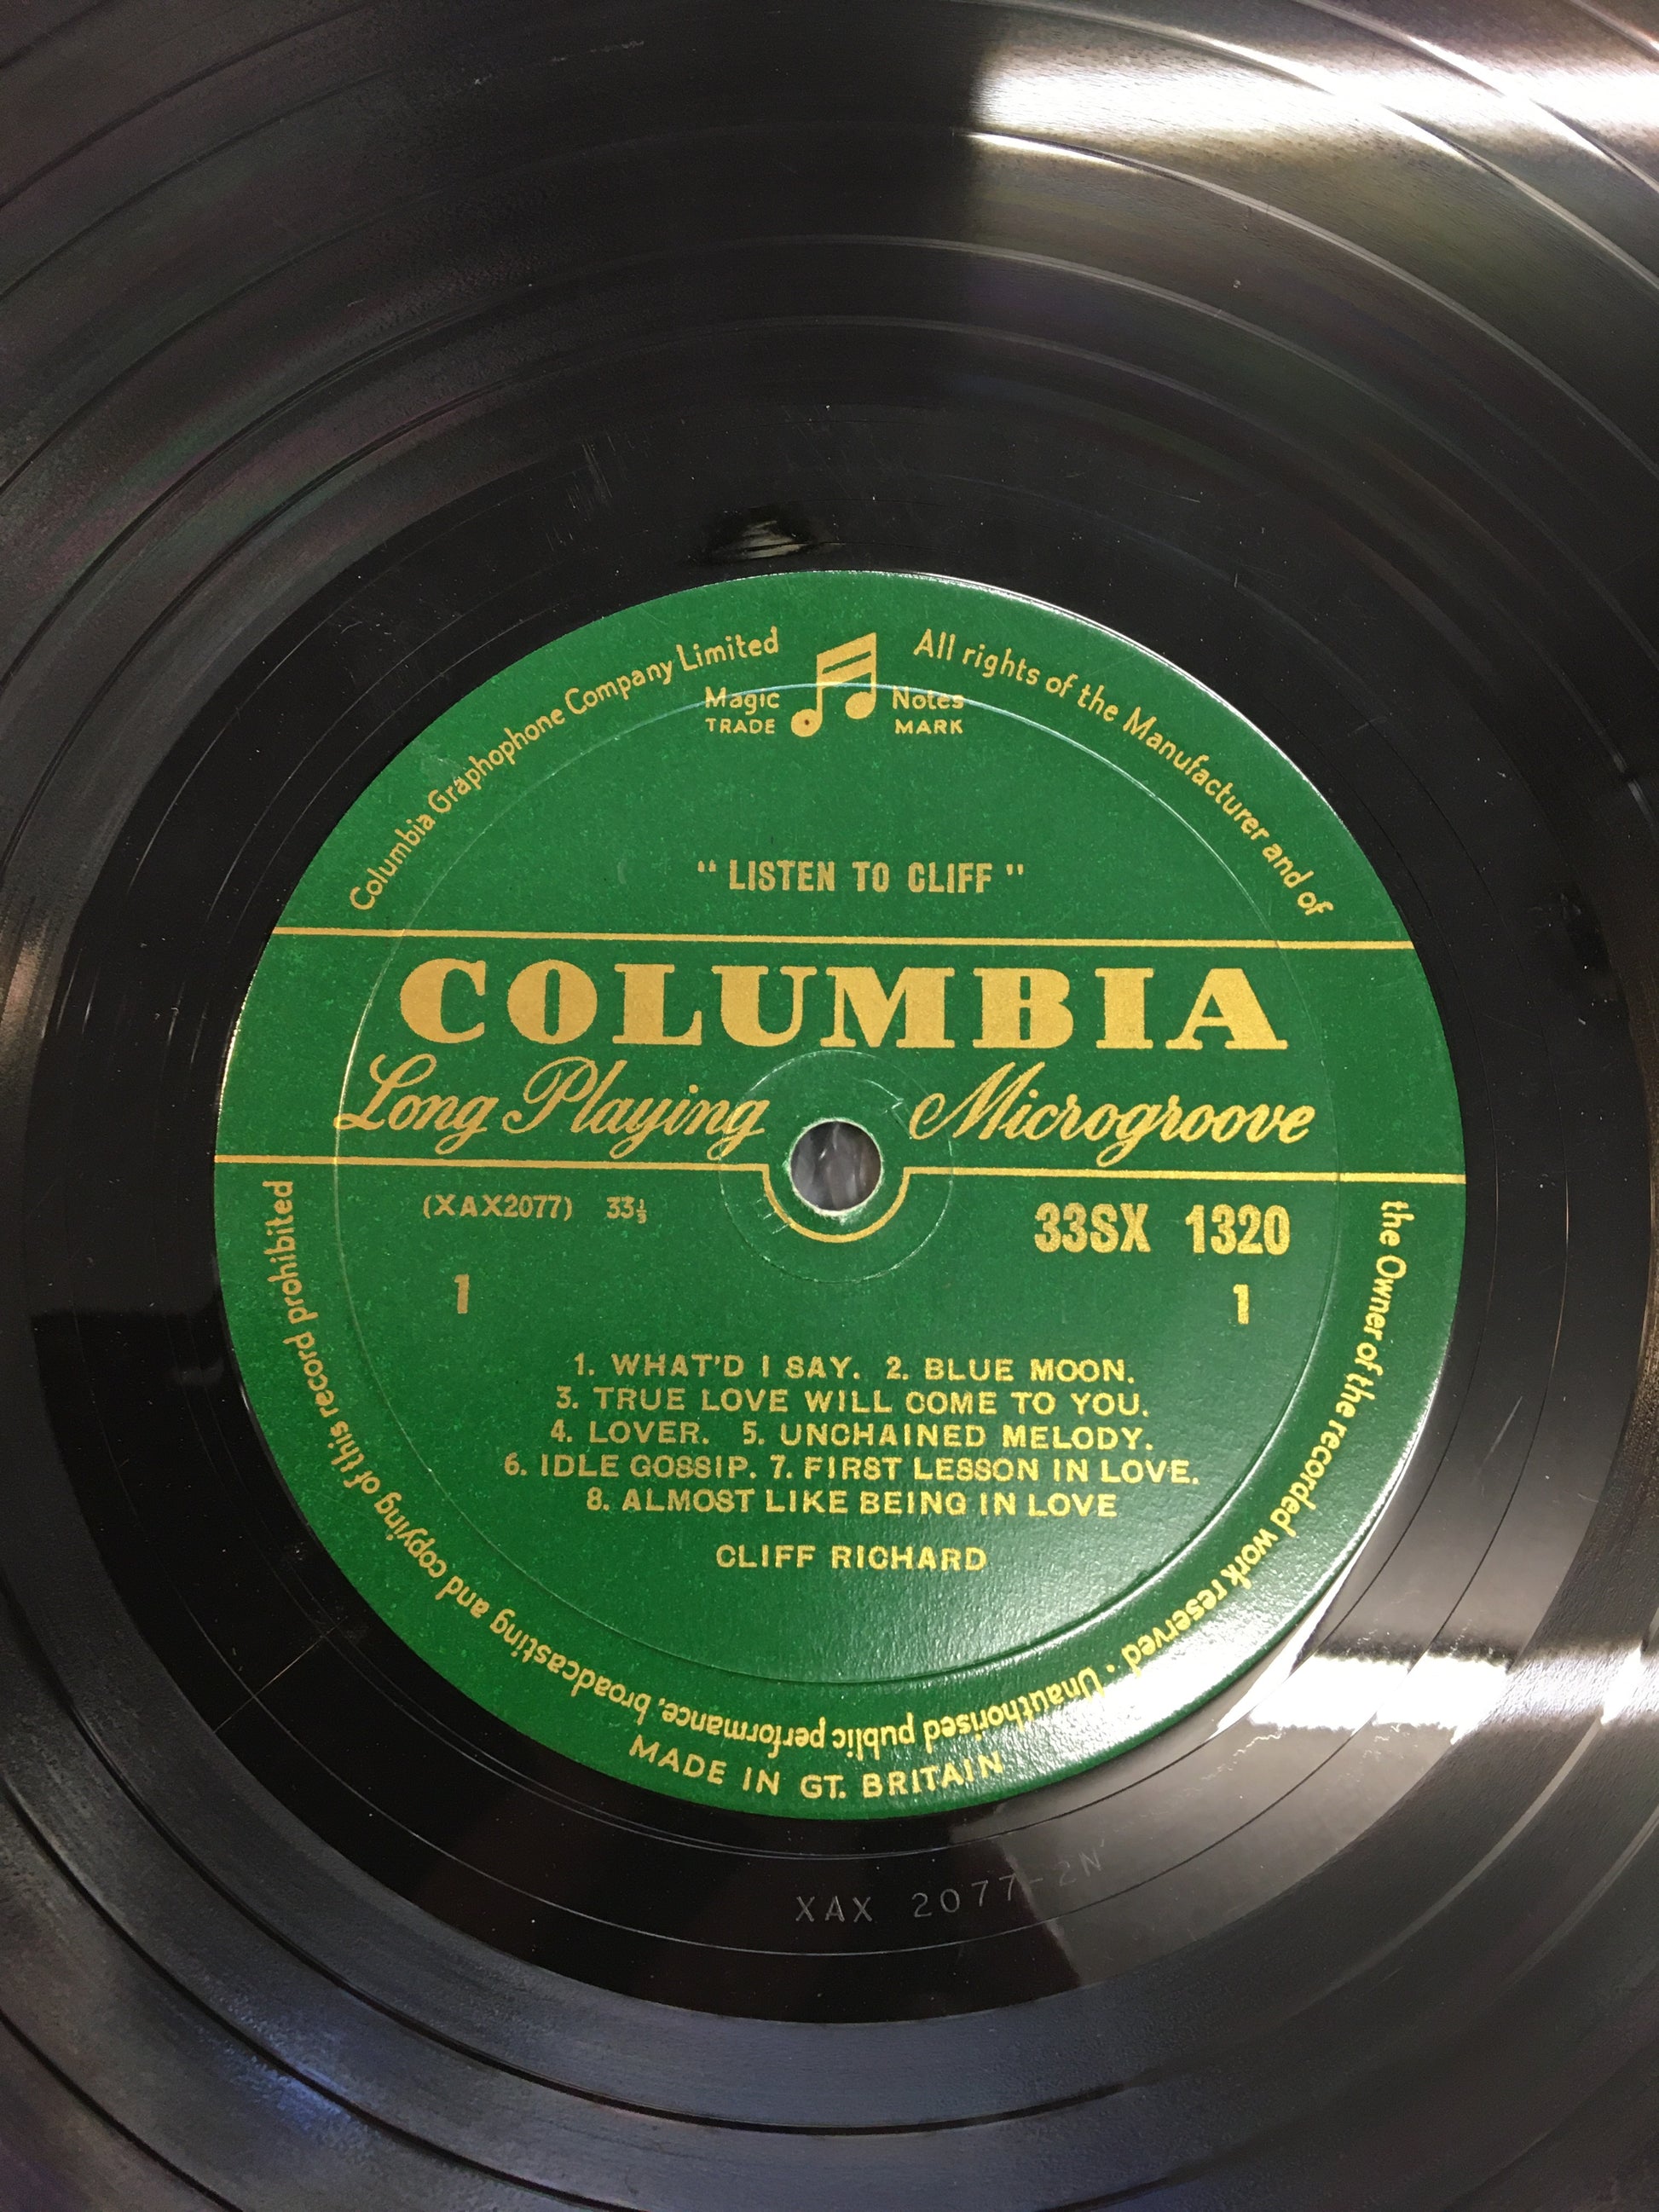 Columbia Graphophone Company Limited
All rights of the Manufacturer and of
the Owner of the recorded work reserved · Unauthorised public performance, broadcasting and copying of this record prohibited
Magic Notes
TRADE MARK
“ LISTEN TO CLIFF ”
COLUMBIA
Long Playing Microgroove
(XAX2077) 33⅓ 33SX 1320
1 1
1. WHAT'D I SAY. 2. BLUE MOON.
3. TRUE LOVE WILL COME TO YOU.
4. LOVER. 5. UNCHAINED MELODY.
6. IDLE GOSSIP. 7. FIRST LESSON IN LOVE.
8. ALMOST LIKE BEING IN LOVE
CLIFF RICHARD
MADE IN GT. BRITAIN
XAX 2077-2N